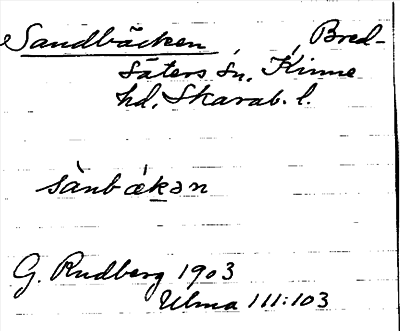 Sandbäcken, , Bred-
säters sn, Kinne
hd, Skarab. l.
sànbækən
G. Rudberg 1903
Ulma 111:103